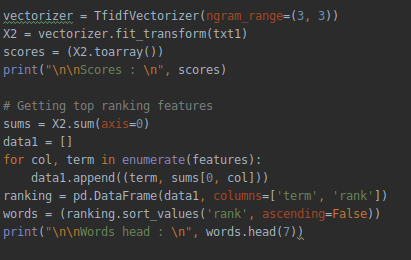 vectorizer = TfidfVectorizer(ngram_range=(3, 3))
X2 = vectorizer.fit_transform(txt1)
scores = (X2.toarray())
print("\n\nScores : \n", scores)
# Getting top ranking features
sums = X2.sum(axis=0)
data1 = []
for col, term in enumerate(features):
    data1.append((term, sums[0, col]))
ranking = pd.DataFrame(data1, columns=['term', 'rank'])
words = (ranking.sort_values('rank', ascending=False))
print("\n\nWords head : \n", words.head(7))